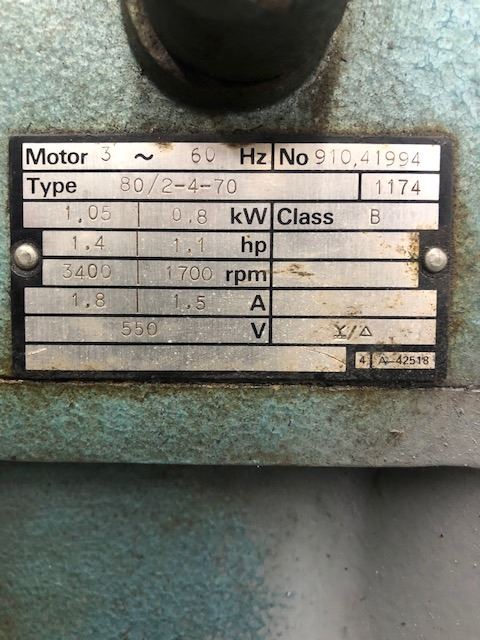 Motor 3 ~ 60 Hz No 910,41994
Type 80/2-4-70 1174
1,05 0,8 kW Class B
1,4 1,1 hp
3400 1700 rpm
1,8 1,5 A
550 V Y/Δ
4 A-42518